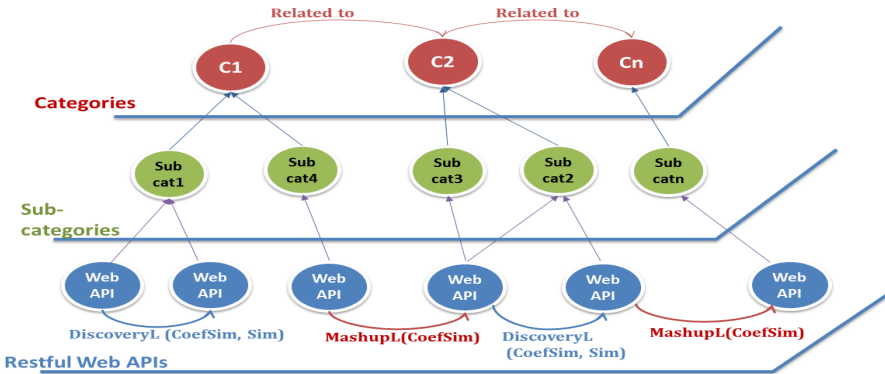 Related to
Related to
C1
C2
Cn
Categories
Sub
cat1
Sub
cat4
Sub
cat3
Sub
cat2
Sub
catn
Sub-
categories
Web
API
Web
API
Web
API
Web
API
Web
API
Web
API
DiscoveryL (CoefSim, Sim)
MashupL(CoefSim)
DiscoveryL
(CoefSim, Sim)
MashupL(CoefSim)
Restful Web APIs